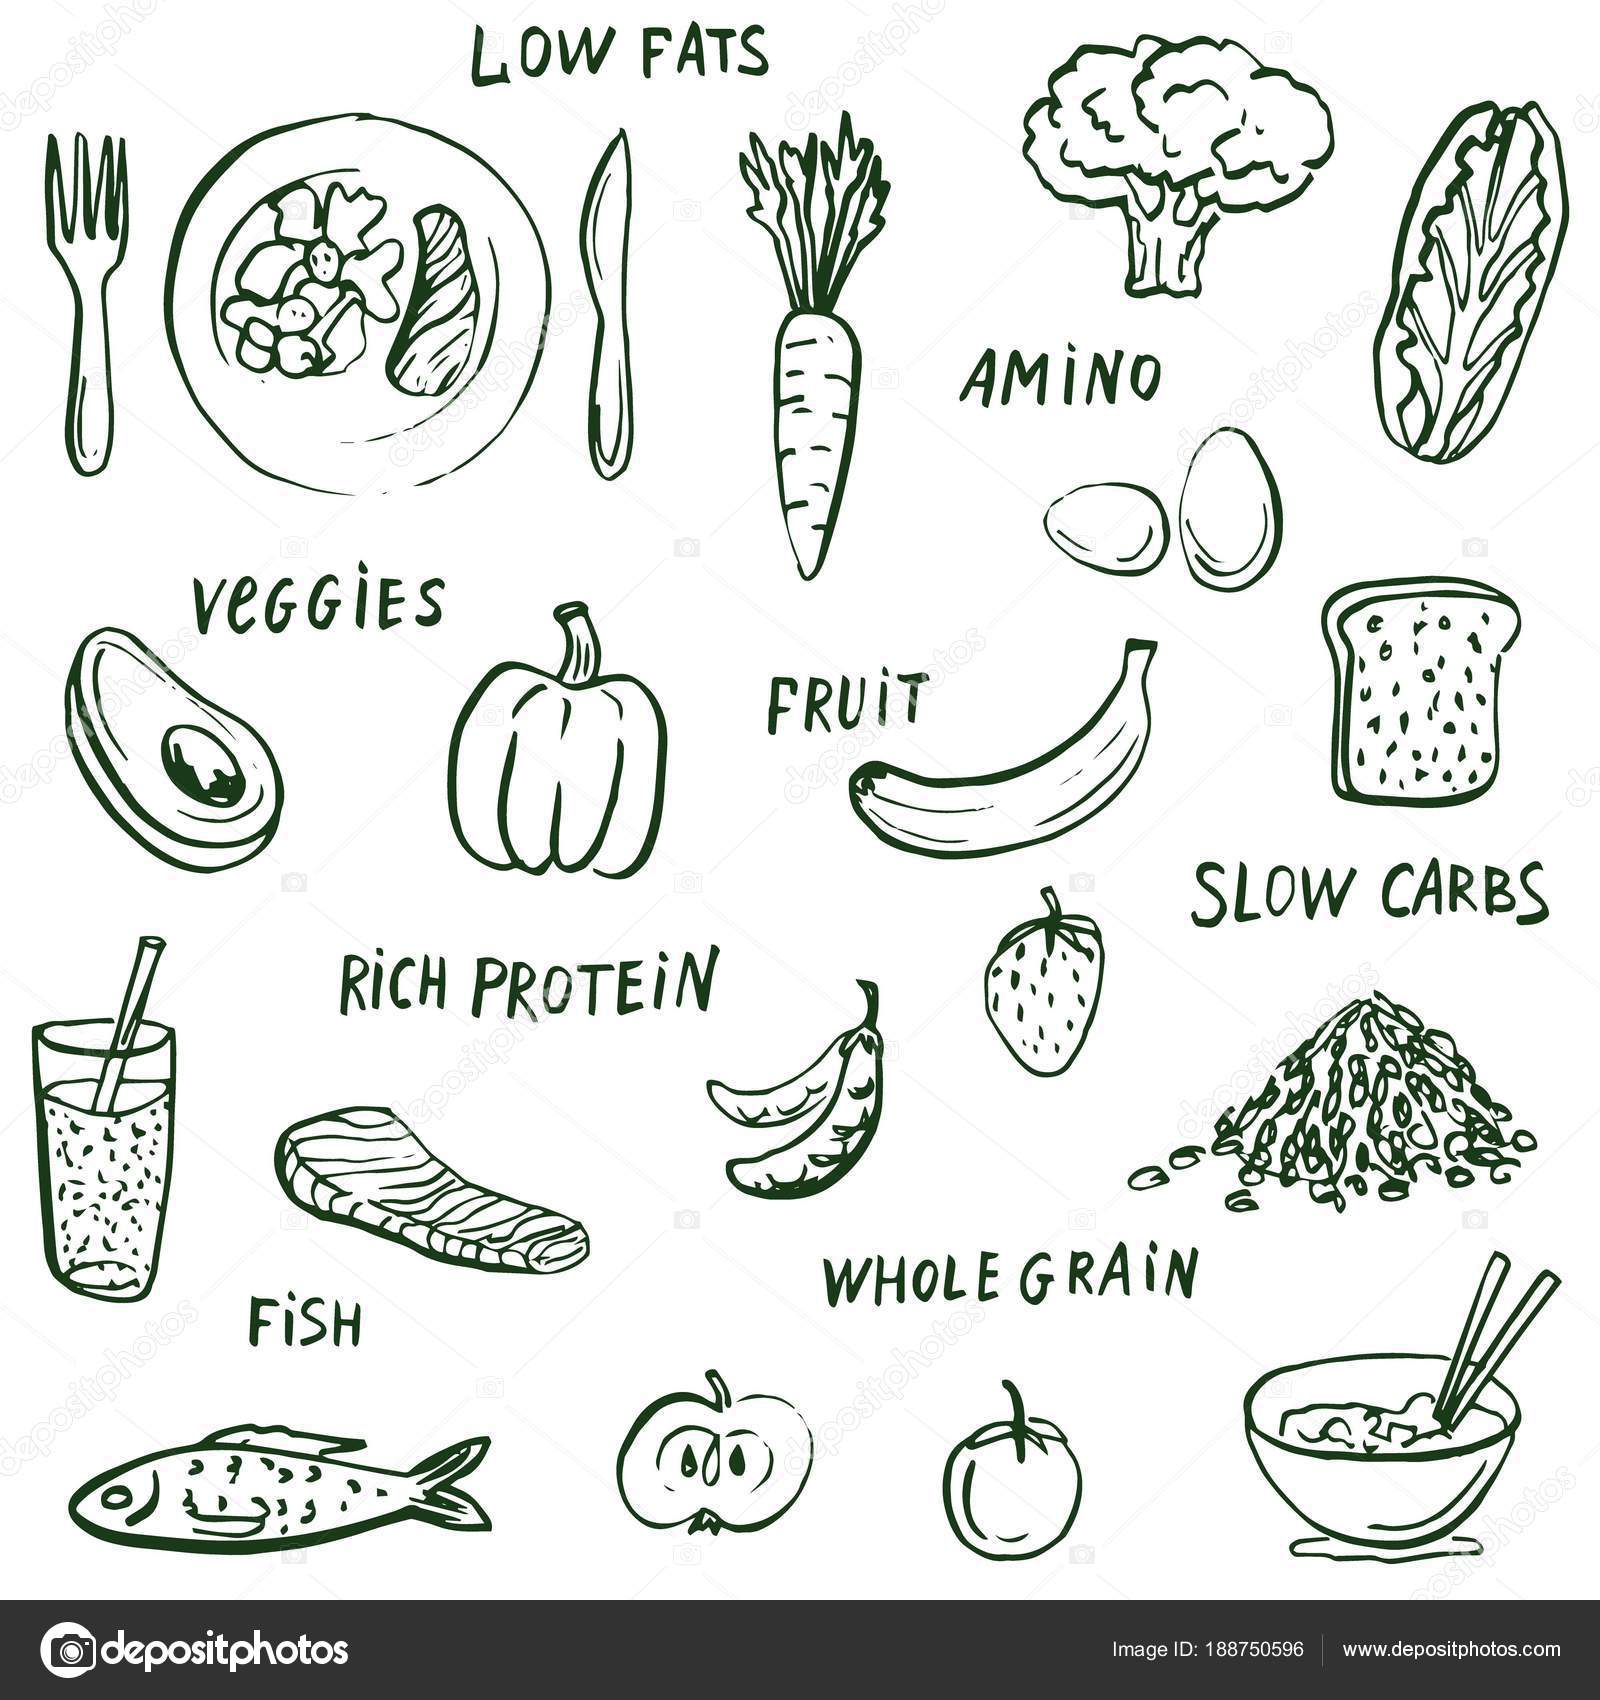 LOW FATS
AMiNO
VeGGiES
FRUiT
SLOW CARBS
RiCH PROTEiN
WHOLE GRAiN
FiSH
depositphotos
Image ID: 188750596
www.depositphotos.com